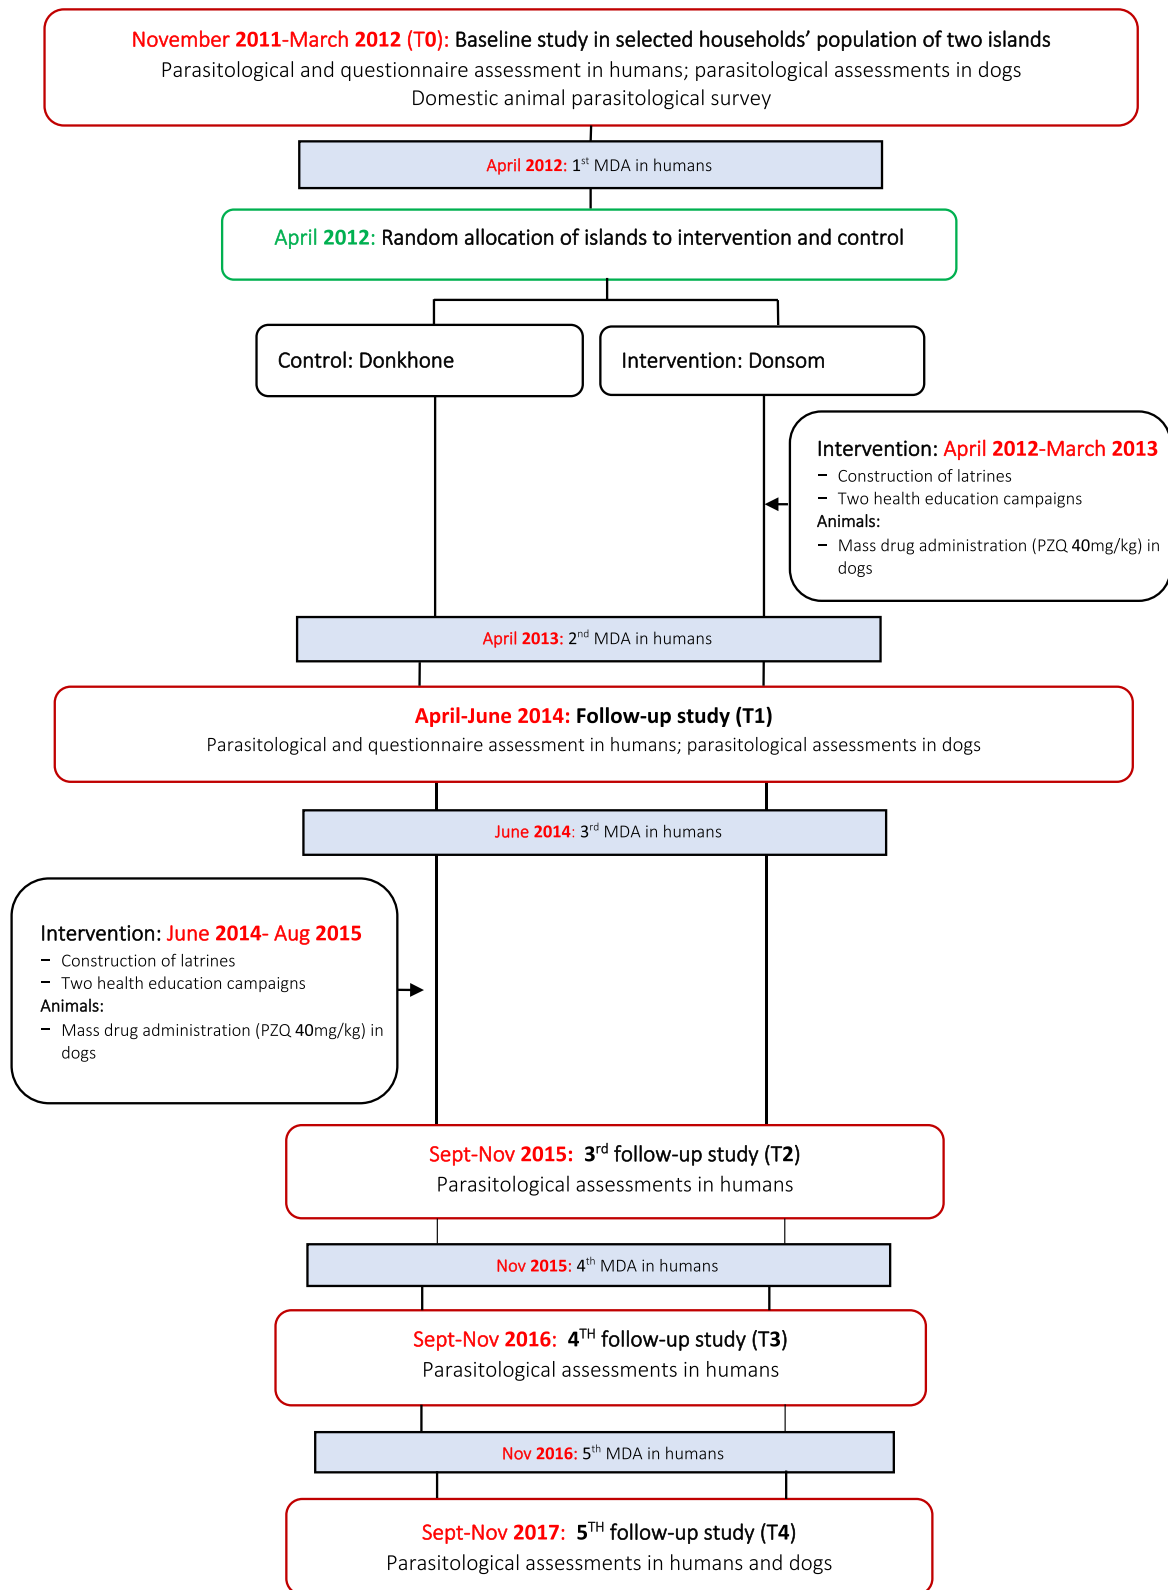 November 2011-March 2012 (T0): Baseline study in selected households’ population of two islands
Parasitological and questionnaire assessment in humans; parasitological assessments in dogs
Domestic animal parasitological survey
April 2012: 1st MDA in humans
April 2012: Random allocation of islands to intervention and control
Control: Donkhone
Intervention: Donsom
Intervention: April 2012-March 2013
– Construction of latrines
– Two health education campaigns
Animals:
– Mass drug administration (PZQ 40mg/kg) in
dogs
April 2013: 2nd MDA in humans
April-June 2014: Follow-up study (T1)
Parasitological and questionnaire assessment in humans; parasitological assessments in dogs
June 2014: 3rd MDA in humans
Intervention: June 2014- Aug 2015
– Construction of latrines
– Two health education campaigns
Animals:
– Mass drug administration (PZQ 40mg/kg) in
dogs
Sept-Nov 2015: 3rd follow-up study (T2)
Parasitological assessments in humans
Nov 2015: 4th MDA in humans
Sept-Nov 2016: 4TH follow-up study (T3)
Parasitological assessments in humans
Nov 2016: 5th MDA in humans
Sept-Nov 2017: 5TH follow-up study (T4)
Parasitological assessments in humans and dogs